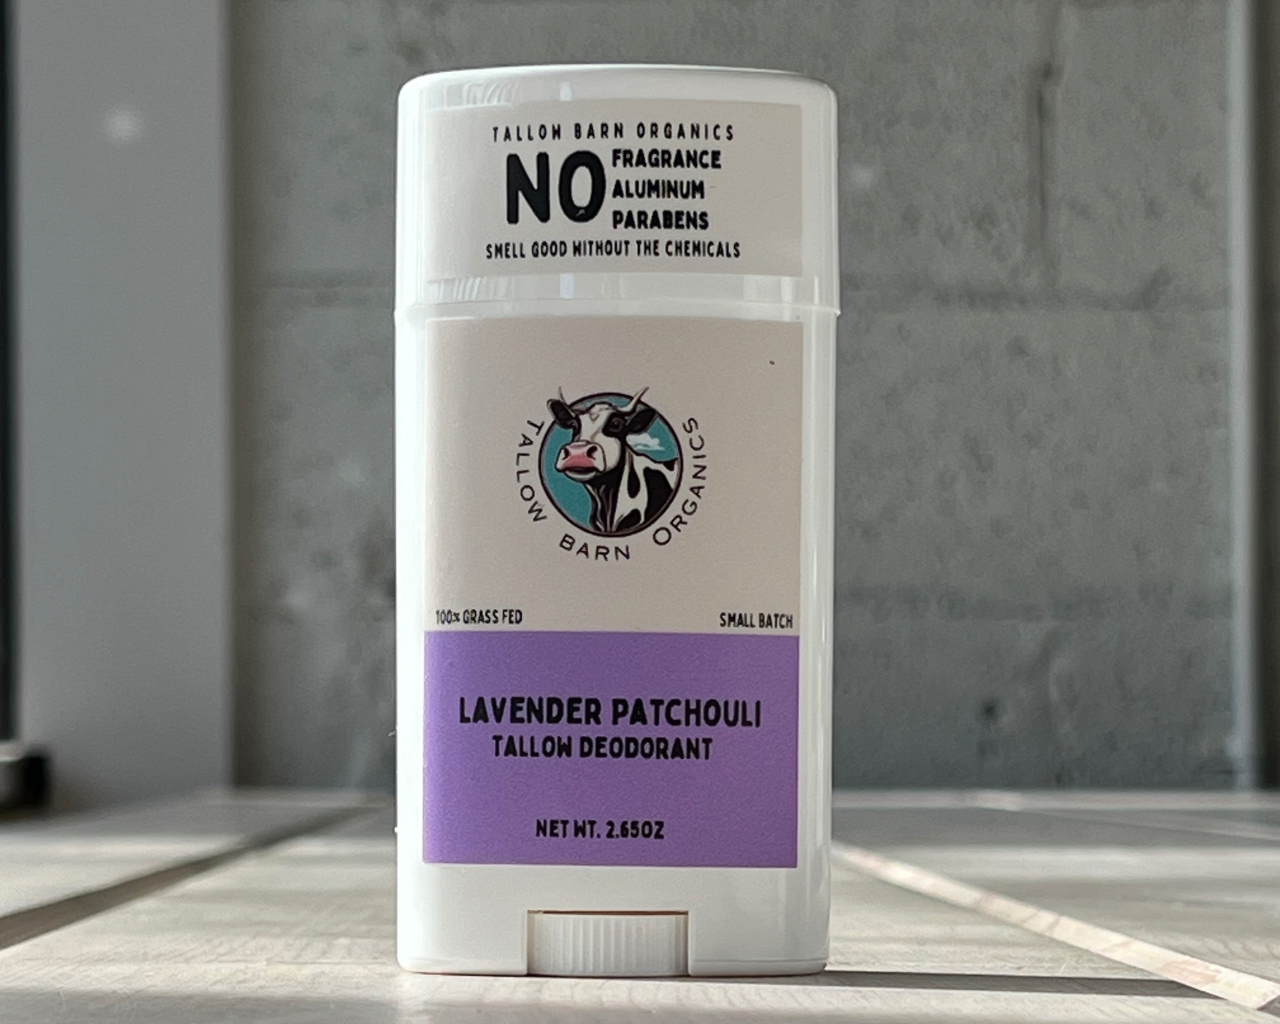 TALLOW BARN ORGANICS
NO
FRAGRANCE
ALUMINUM
PARABENS
SMELL GOOD WITHOUT THE CHEMICALS
TALLOW BARN ORGANICS
100% GRASS FED
SMALL BATCH
LAVENDER PATCHOULI
TALLOW DEODORANT
NET WT. 2.65OZ